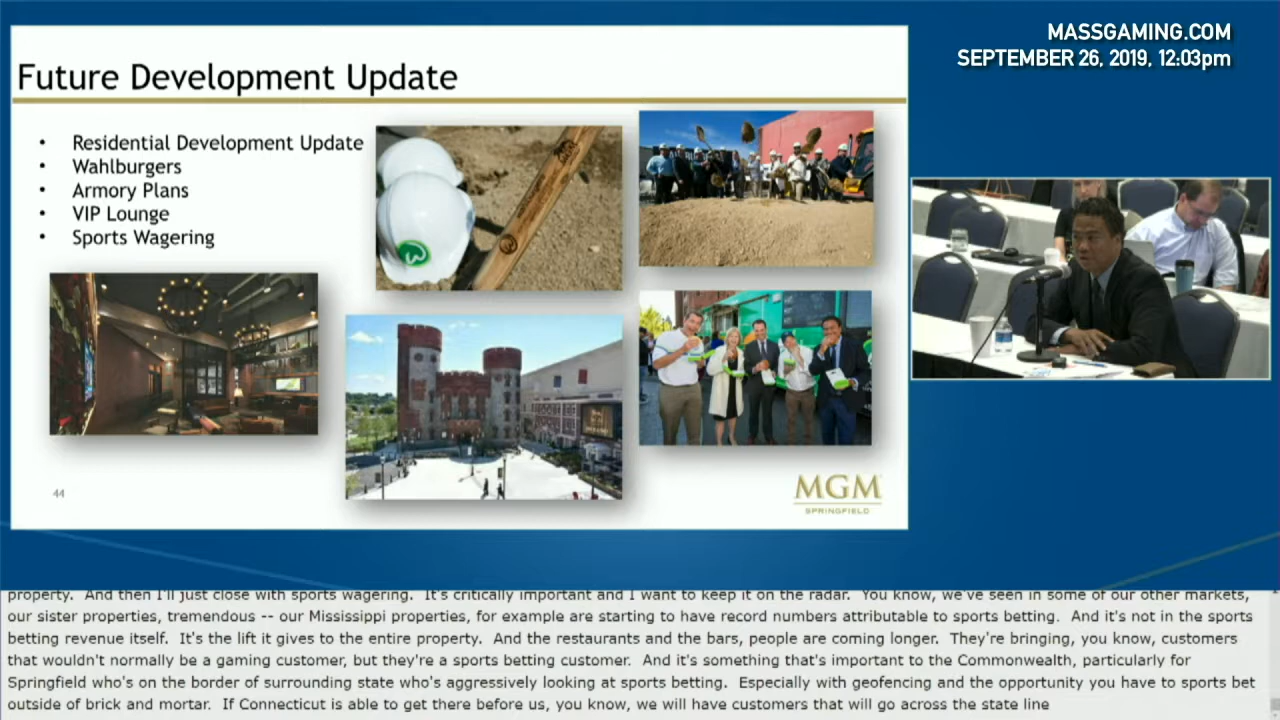 MASSGAMING.COM
SEPTEMBER 26, 2019, 12:03pm
Future Development Update
• Residential Development Update
• Wahlburgers
• Armory Plans
• VIP Lounge
• Sports Wagering
44
MGM
SPRINGFIELD
property. And then I'll just close with sports wagering. It's critically important and I want to keep it on the radar. You know, we've seen in some of our other markets,
our sister properties, tremendous -- our Mississippi properties, for example are starting to have record numbers attributable to sports betting. And it's not in the sports
betting revenue itself. It's the lift it gives to the entire property. And the restaurants and the bars, people are coming longer. They're bringing, you know, customers
that wouldn't normally be a gaming customer, but they're a sports betting customer. And it's something that's important to the Commonwealth, particularly for
Springfield who's on the border of surrounding state who's aggressively looking at sports betting. Especially with geofencing and the opportunity you have to sports bet
outside of brick and mortar. If Connecticut is able to get there before us, you know, we will have customers that will go across the state line